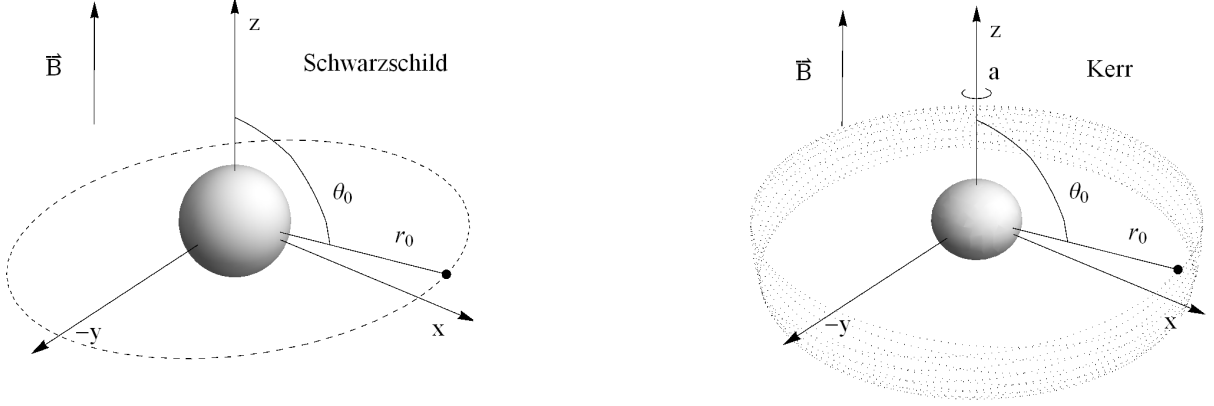 z
B⃗
Schwarzschild
θ₀
r₀
x
−y
z
B⃗
a
Kerr
θ₀
r₀
x
−y